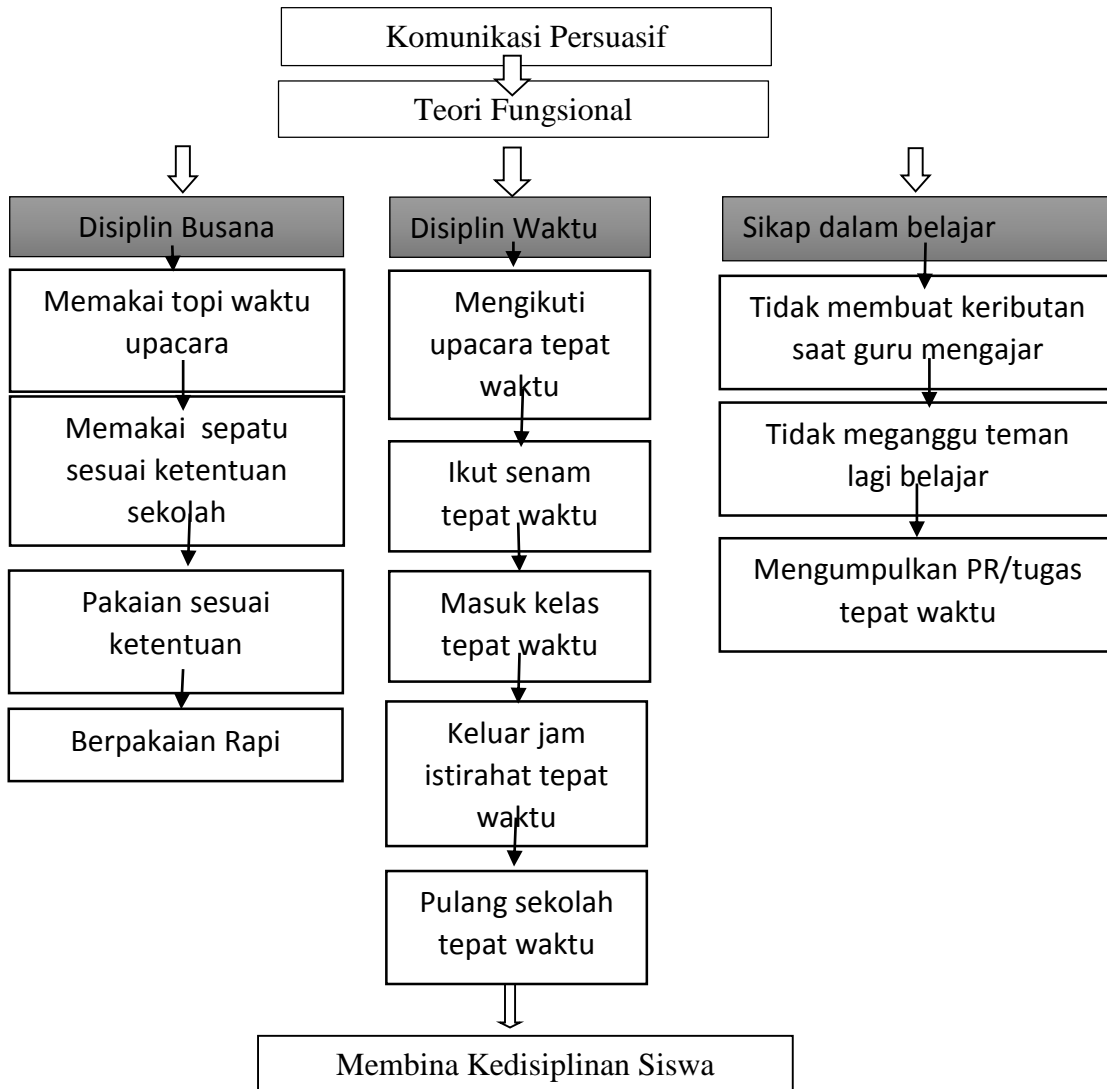 Komunikasi Persuasif
Teori Fungsional
Disiplin Busana
Memakai topi waktu
upacara
Memakai sepatu
sesuai ketentuan
sekolah
Pakaian sesuai
ketentuan
Berpakaian Rapi
Disiplin Waktu
Mengikuti
upacara tepat
waktu
Ikut senam
tepat waktu
Masuk kelas
tepat waktu
Keluar jam
istirahat tepat
waktu
Pulang sekolah
tepat waktu
Sikap dalam belajar
Tidak membuat keributan
saat guru mengajar
Tidak meganggu teman
lagi belajar
Mengumpulkan PR/tugas
tepat waktu
Membina Kedisiplinan Siswa